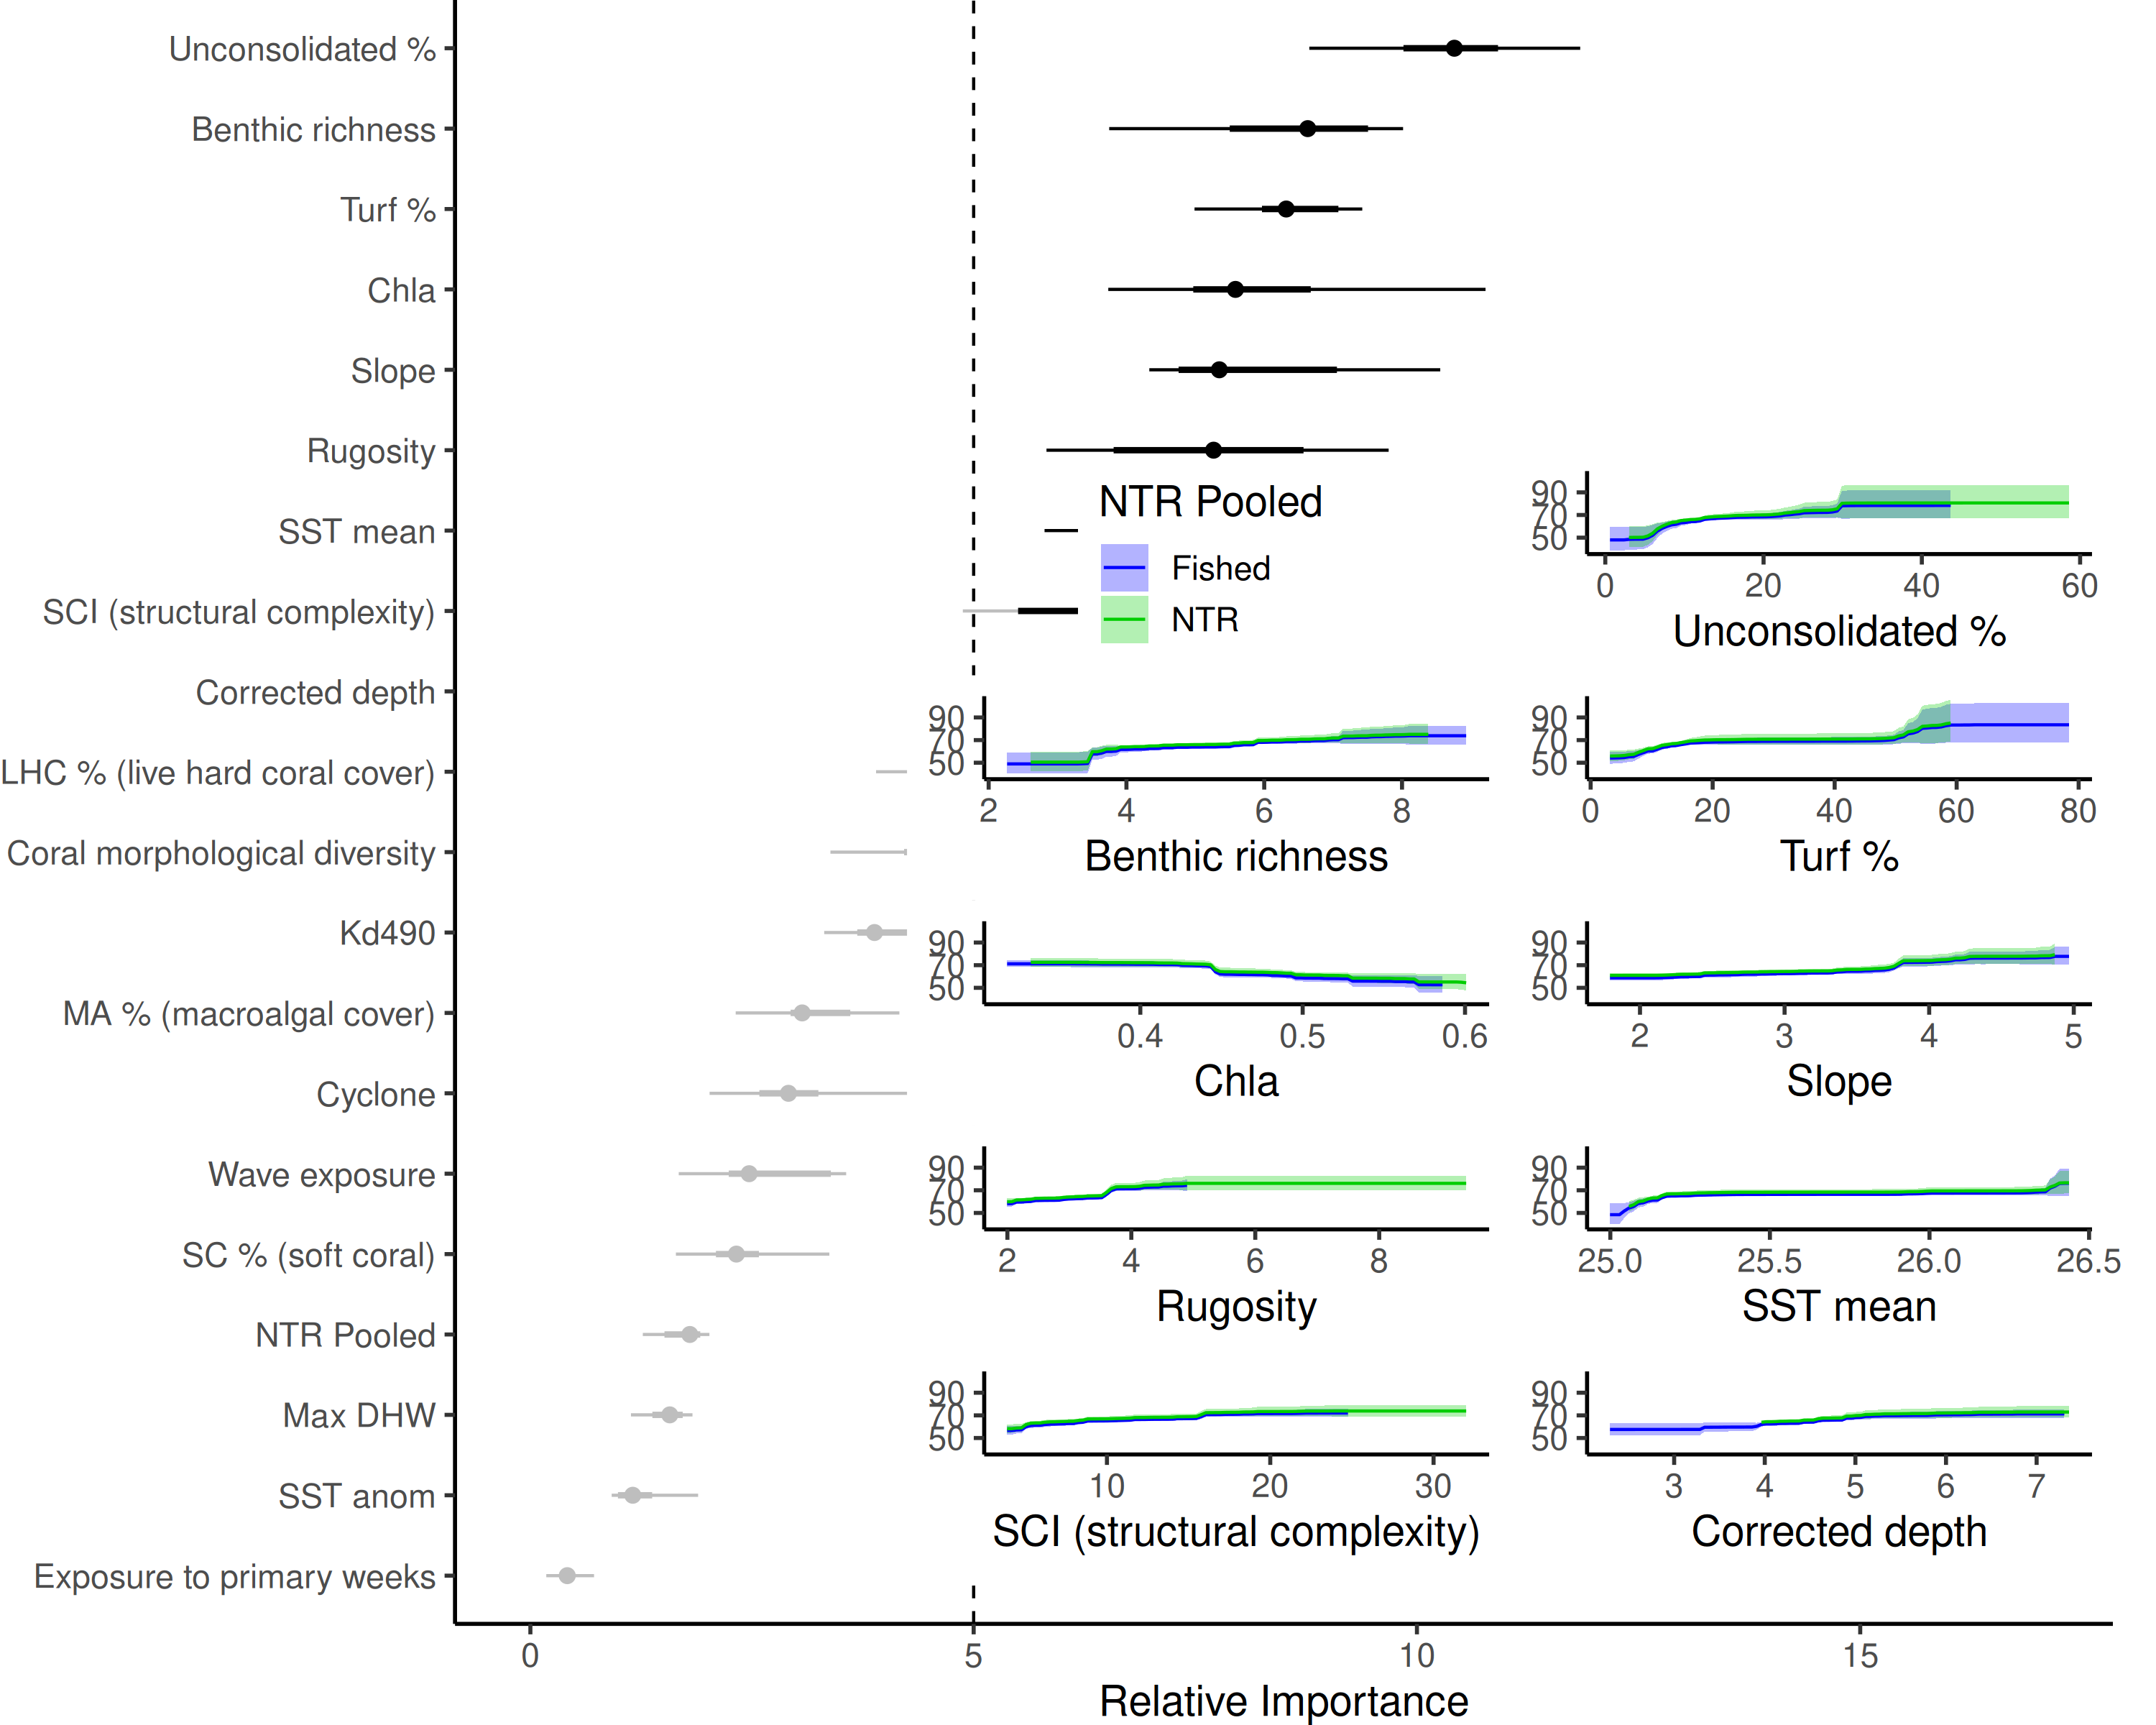 Unconsolidated %
Benthic richness
Turf %
Chla
Slope
Rugosity
SST mean
SCI (structural complexity)
Corrected depth
LHC % (live hard coral cover)
Coral morphological diversity
Kd490
MA % (macroalgal cover)
Cyclone
Wave exposure
SC % (soft coral)
NTR Pooled
Max DHW
SST anom
Exposure to primary weeks
0 5 10 15
Relative Importance
NTR Pooled
Fished
NTR
90
70
50
0 20 40 60
Unconsolidated %
90
70
50
2 4 6 8
Benthic richness
90
70
50
0 20 40 60 80
Turf %
90
70
50
0.4 0.5 0.6
Chla
90
70
50
2 3 4 5
Slope
90
70
50
2 4 6 8
Rugosity
90
70
50
25.0 25.5 26.0 26.5
SST mean
90
70
50
10 20 30
SCI (structural complexity)
90
70
50
3 4 5 6 7
Corrected depth